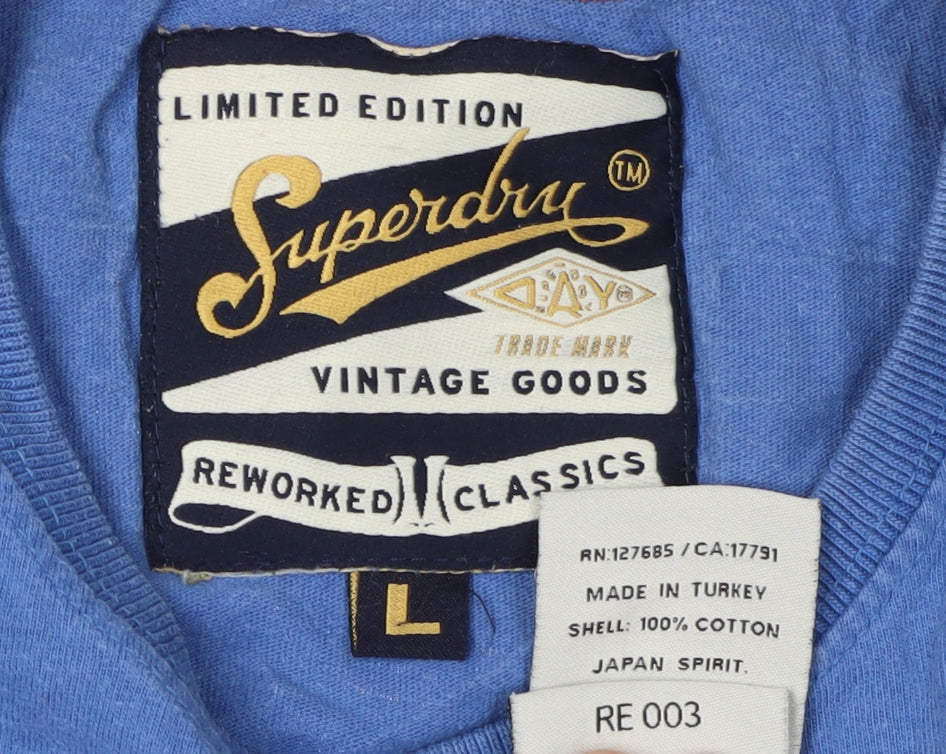 LIMITED EDITION
Superdry
TM
DAY
TRADE MARK
VINTAGE GOODS
REWORKED CLASSICS
L
RN:127685 / CA:17791
MADE IN TURKEY
SHELL: 100% COTTON
JAPAN SPIRIT.
RE 003